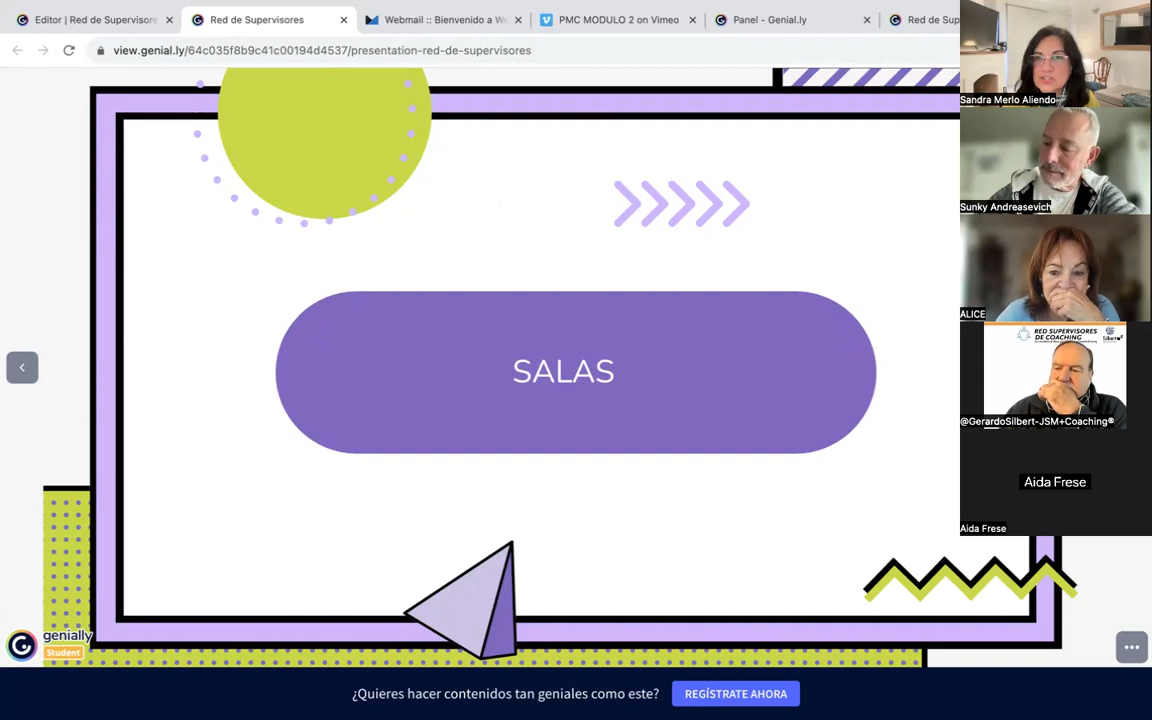 Editor | Red de Supervisore
Red de Supervisores
Webmail :: Bienvenido a We
PMC MODULO 2 on Vimeo
Panel - Genial.ly
Red de Sup
view.genial.ly/64c035f8b9c41c00194d4537/presentation-red-de-supervisores
Sandra Merlo Aliendo
Sunky Andreasevich
ALICE
RED SUPERVISORES
DE COACHING
Silbert
@GerardoSilbert-JSM+Coaching®
Aida Frese
Aida Frese
SALAS
genially
Student
¿Quieres hacer contenidos tan geniales como este?
REGÍSTRATE AHORA